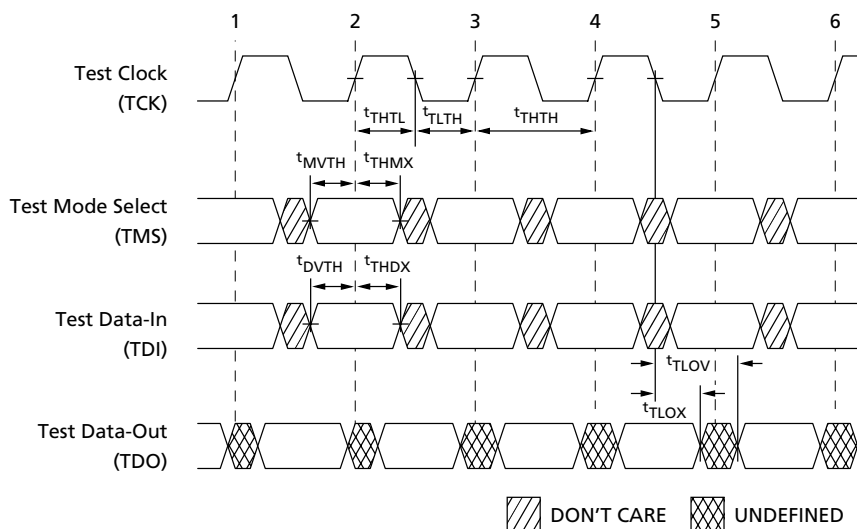 1 2 3 4 5 6
Test Clock
(TCK)
tTHTL tTLTH tTHTH
tMVTH tTHMX
Test Mode Select
(TMS)
tDVTH tTHDX
Test Data-In
(TDI)
tTLOV
tTLOX
Test Data-Out
(TDO)
DON'T CARE UNDEFINED